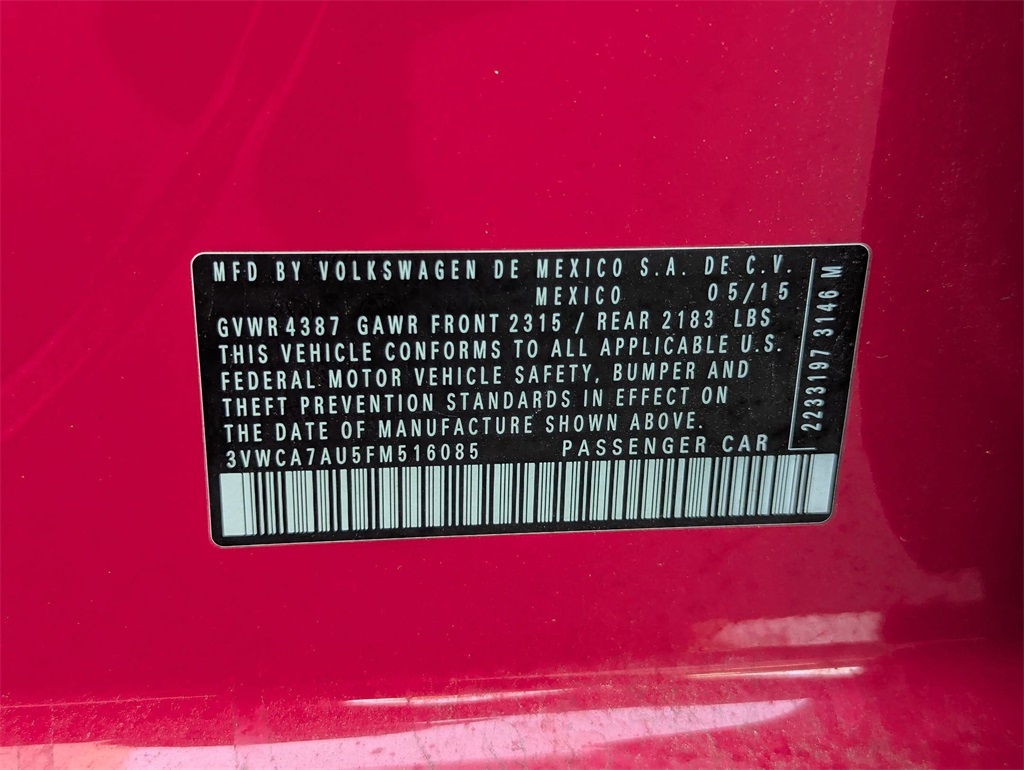 MFD BY VOLKSWAGEN DE MEXICO S.A. DE C.V.
MEXICO 05/15
GVWR 4387 GAWR FRONT 2315 / REAR 2183 LBS
THIS VEHICLE CONFORMS TO ALL APPLICABLE U.S.
FEDERAL MOTOR VEHICLE SAFETY, BUMPER AND
THEFT PREVENTION STANDARDS IN EFFECT ON
THE DATE OF MANUFACTURE SHOWN ABOVE.
3VWCA7AU5FM516085 PASSENGER CAR
2233197 3146 M